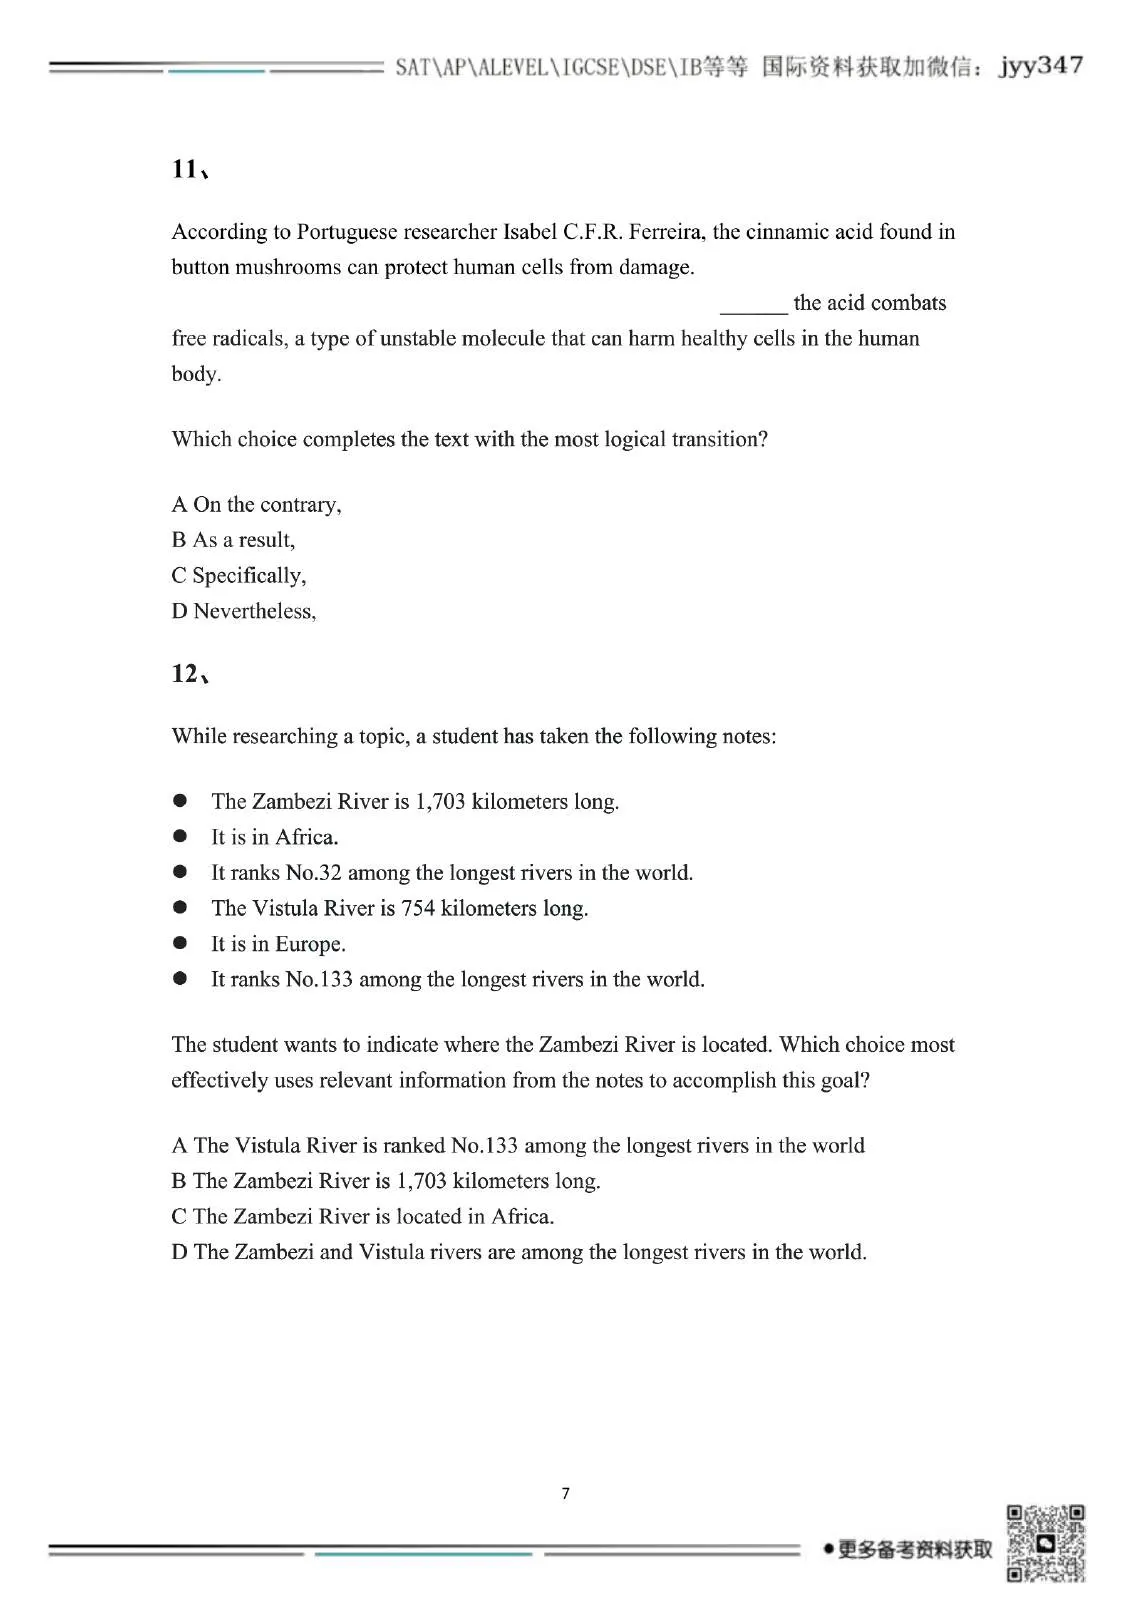 SAT\AP\ALEVEL\IGCSE\DSE\IB等等 国际资料获取加微信：jyy347
11、
According to Portuguese researcher Isabel C.F.R. Ferreira, the cinnamic acid found in
button mushrooms can protect human cells from damage.
______ the acid combats
free radicals, a type of unstable molecule that can harm healthy cells in the human
body.
Which choice completes the text with the most logical transition?
A On the contrary,
B As a result,
C Specifically,
D Nevertheless,
12、
While researching a topic, a student has taken the following notes:
● The Zambezi River is 1,703 kilometers long.
● It is in Africa.
● It ranks No.32 among the longest rivers in the world.
● The Vistula River is 754 kilometers long.
● It is in Europe.
● It ranks No.133 among the longest rivers in the world.
The student wants to indicate where the Zambezi River is located. Which choice most
effectively uses relevant information from the notes to accomplish this goal?
A The Vistula River is ranked No.133 among the longest rivers in the world
B The Zambezi River is 1,703 kilometers long.
C The Zambezi River is located in Africa.
D The Zambezi and Vistula rivers are among the longest rivers in the world.
7
●更多备考资料获取